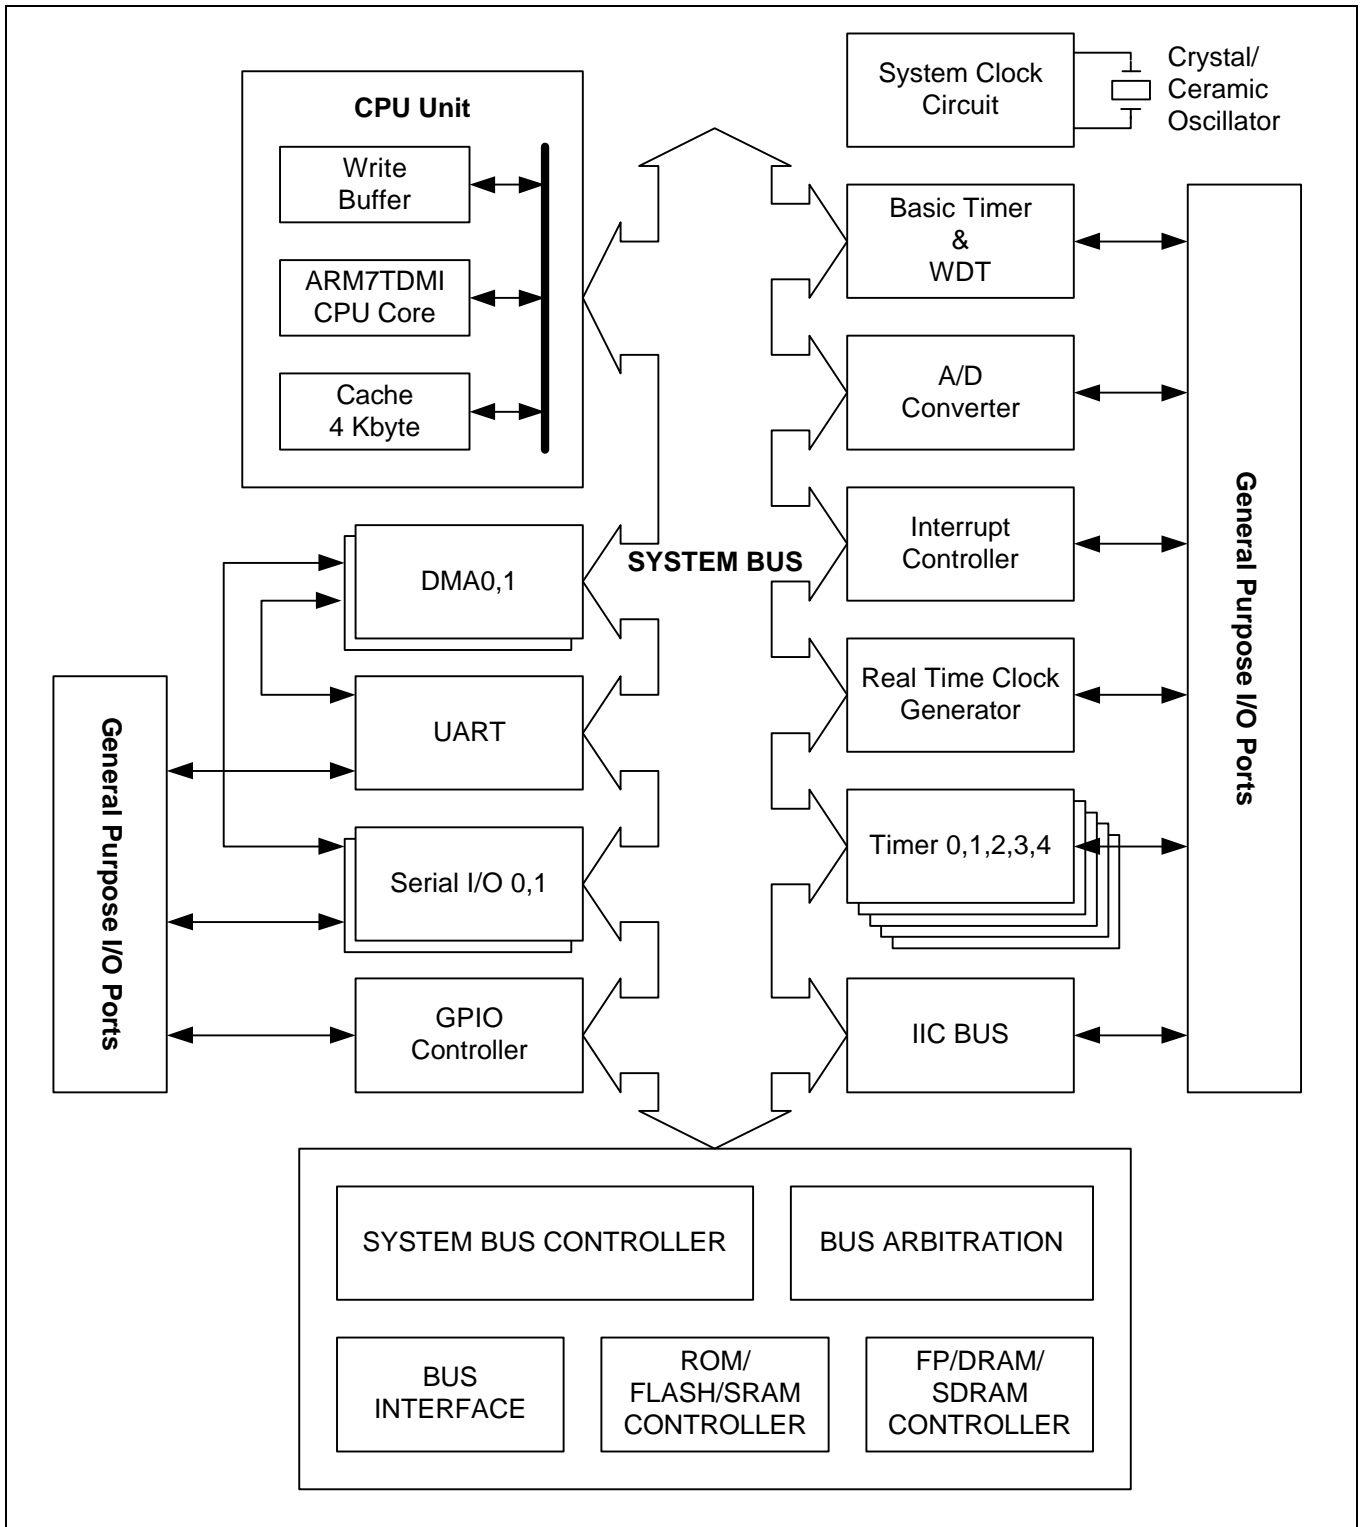 System Clock
Circuit
Crystal/
Ceramic
Oscillator
CPU Unit
Write
Buffer
ARM7TDMI
CPU Core
Cache
4 Kbyte
Basic Timer
&
WDT
A/D
Converter
Interrupt
Controller
Real Time Clock
Generator
Timer 0,1,2,3,4
IIC BUS
General Purpose I/O Ports
SYSTEM BUS
DMA0,1
UART
Serial I/O 0,1
GPIO
Controller
General Purpose I/O Ports
SYSTEM BUS CONTROLLER
BUS ARBITRATION
BUS
INTERFACE
ROM/
FLASH/SRAM
CONTROLLER
FP/DRAM/
SDRAM
CONTROLLER